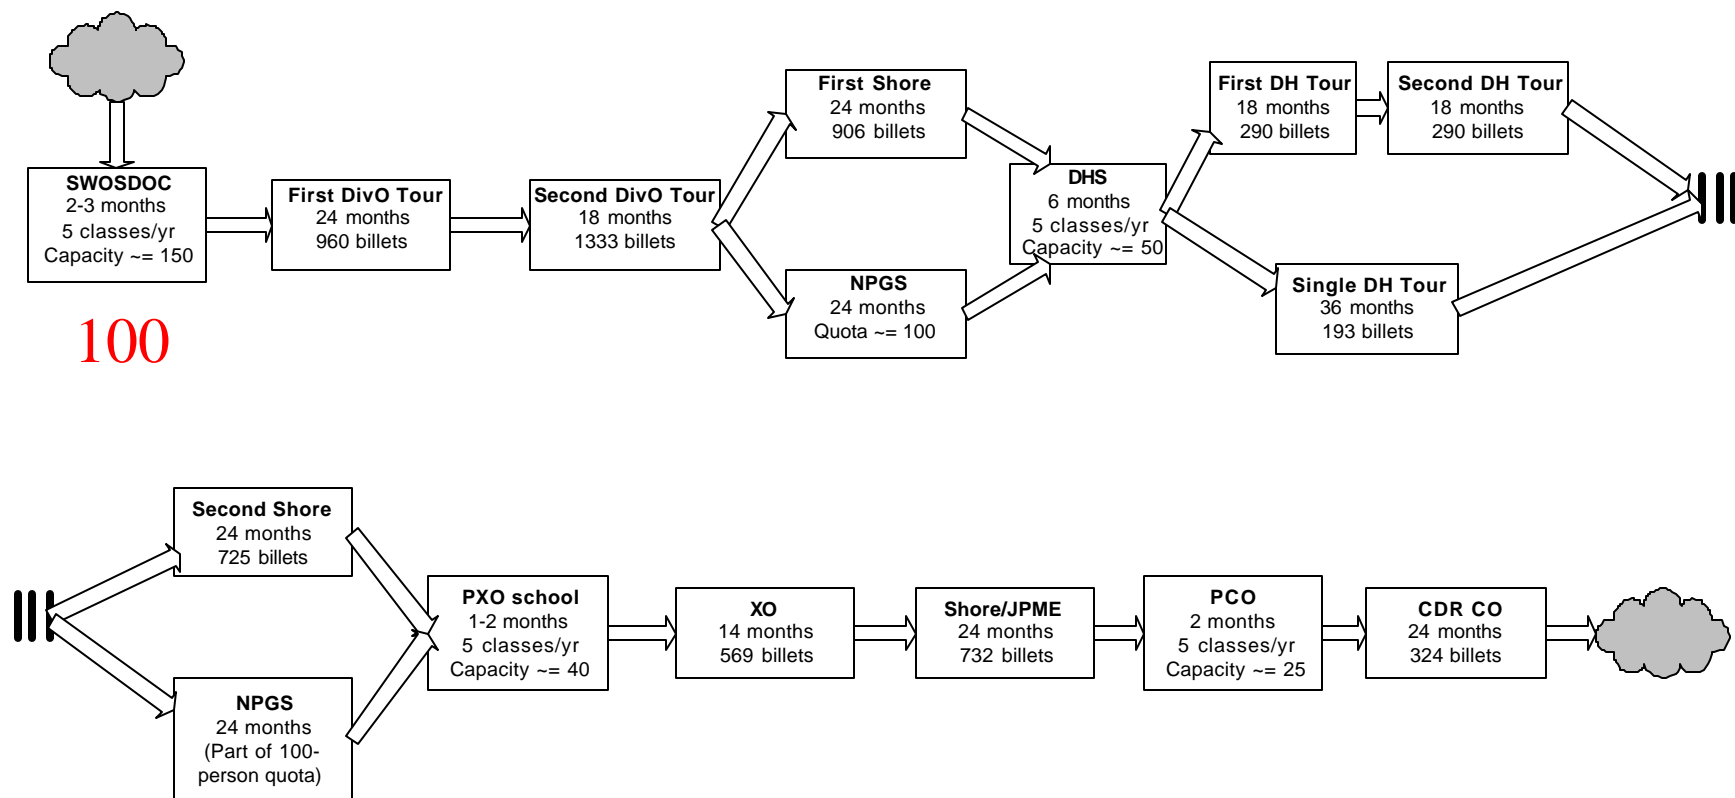 SWOSDOC
2-3 months
5 classes/yr
Capacity ~= 150
100
First DivO Tour
24 months
960 billets
Second DivO Tour
18 months
1333 billets
First Shore
24 months
906 billets
NPGS
24 months
Quota ~= 100
DHS
6 months
5 classes/yr
Capacity ~= 50
First DH Tour
18 months
290 billets
Second DH Tour
18 months
290 billets
Single DH Tour
36 months
193 billets
Second Shore
24 months
725 billets
NPGS
24 months
(Part of 100-
person quota)
PXO school
1-2 months
5 classes/yr
Capacity ~= 40
XO
14 months
569 billets
Shore/JPME
24 months
732 billets
PCO
2 months
5 classes/yr
Capacity ~= 25
CDR CO
24 months
324 billets